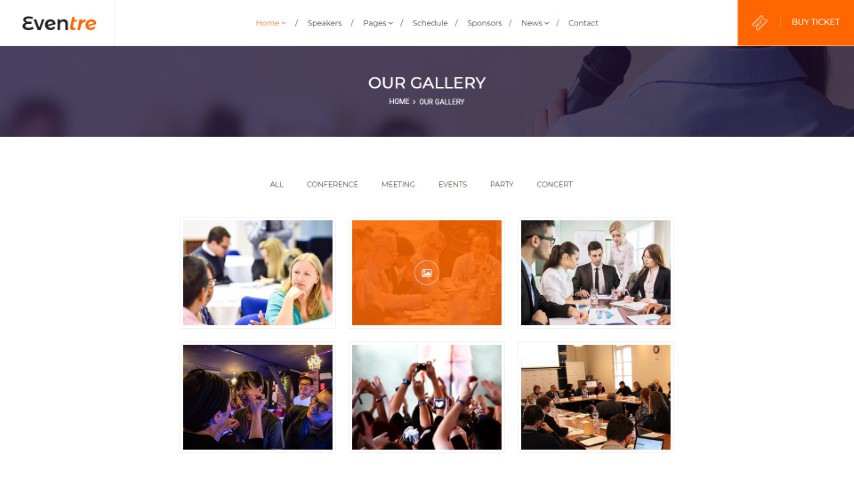 Eventre
Home / Speakers / Pages / Schedule / Sponsors / News / Contact
BUY TICKET
OUR GALLERY
HOME › OUR GALLERY
ALL CONFERENCE MEETING EVENTS PARTY CONCERT